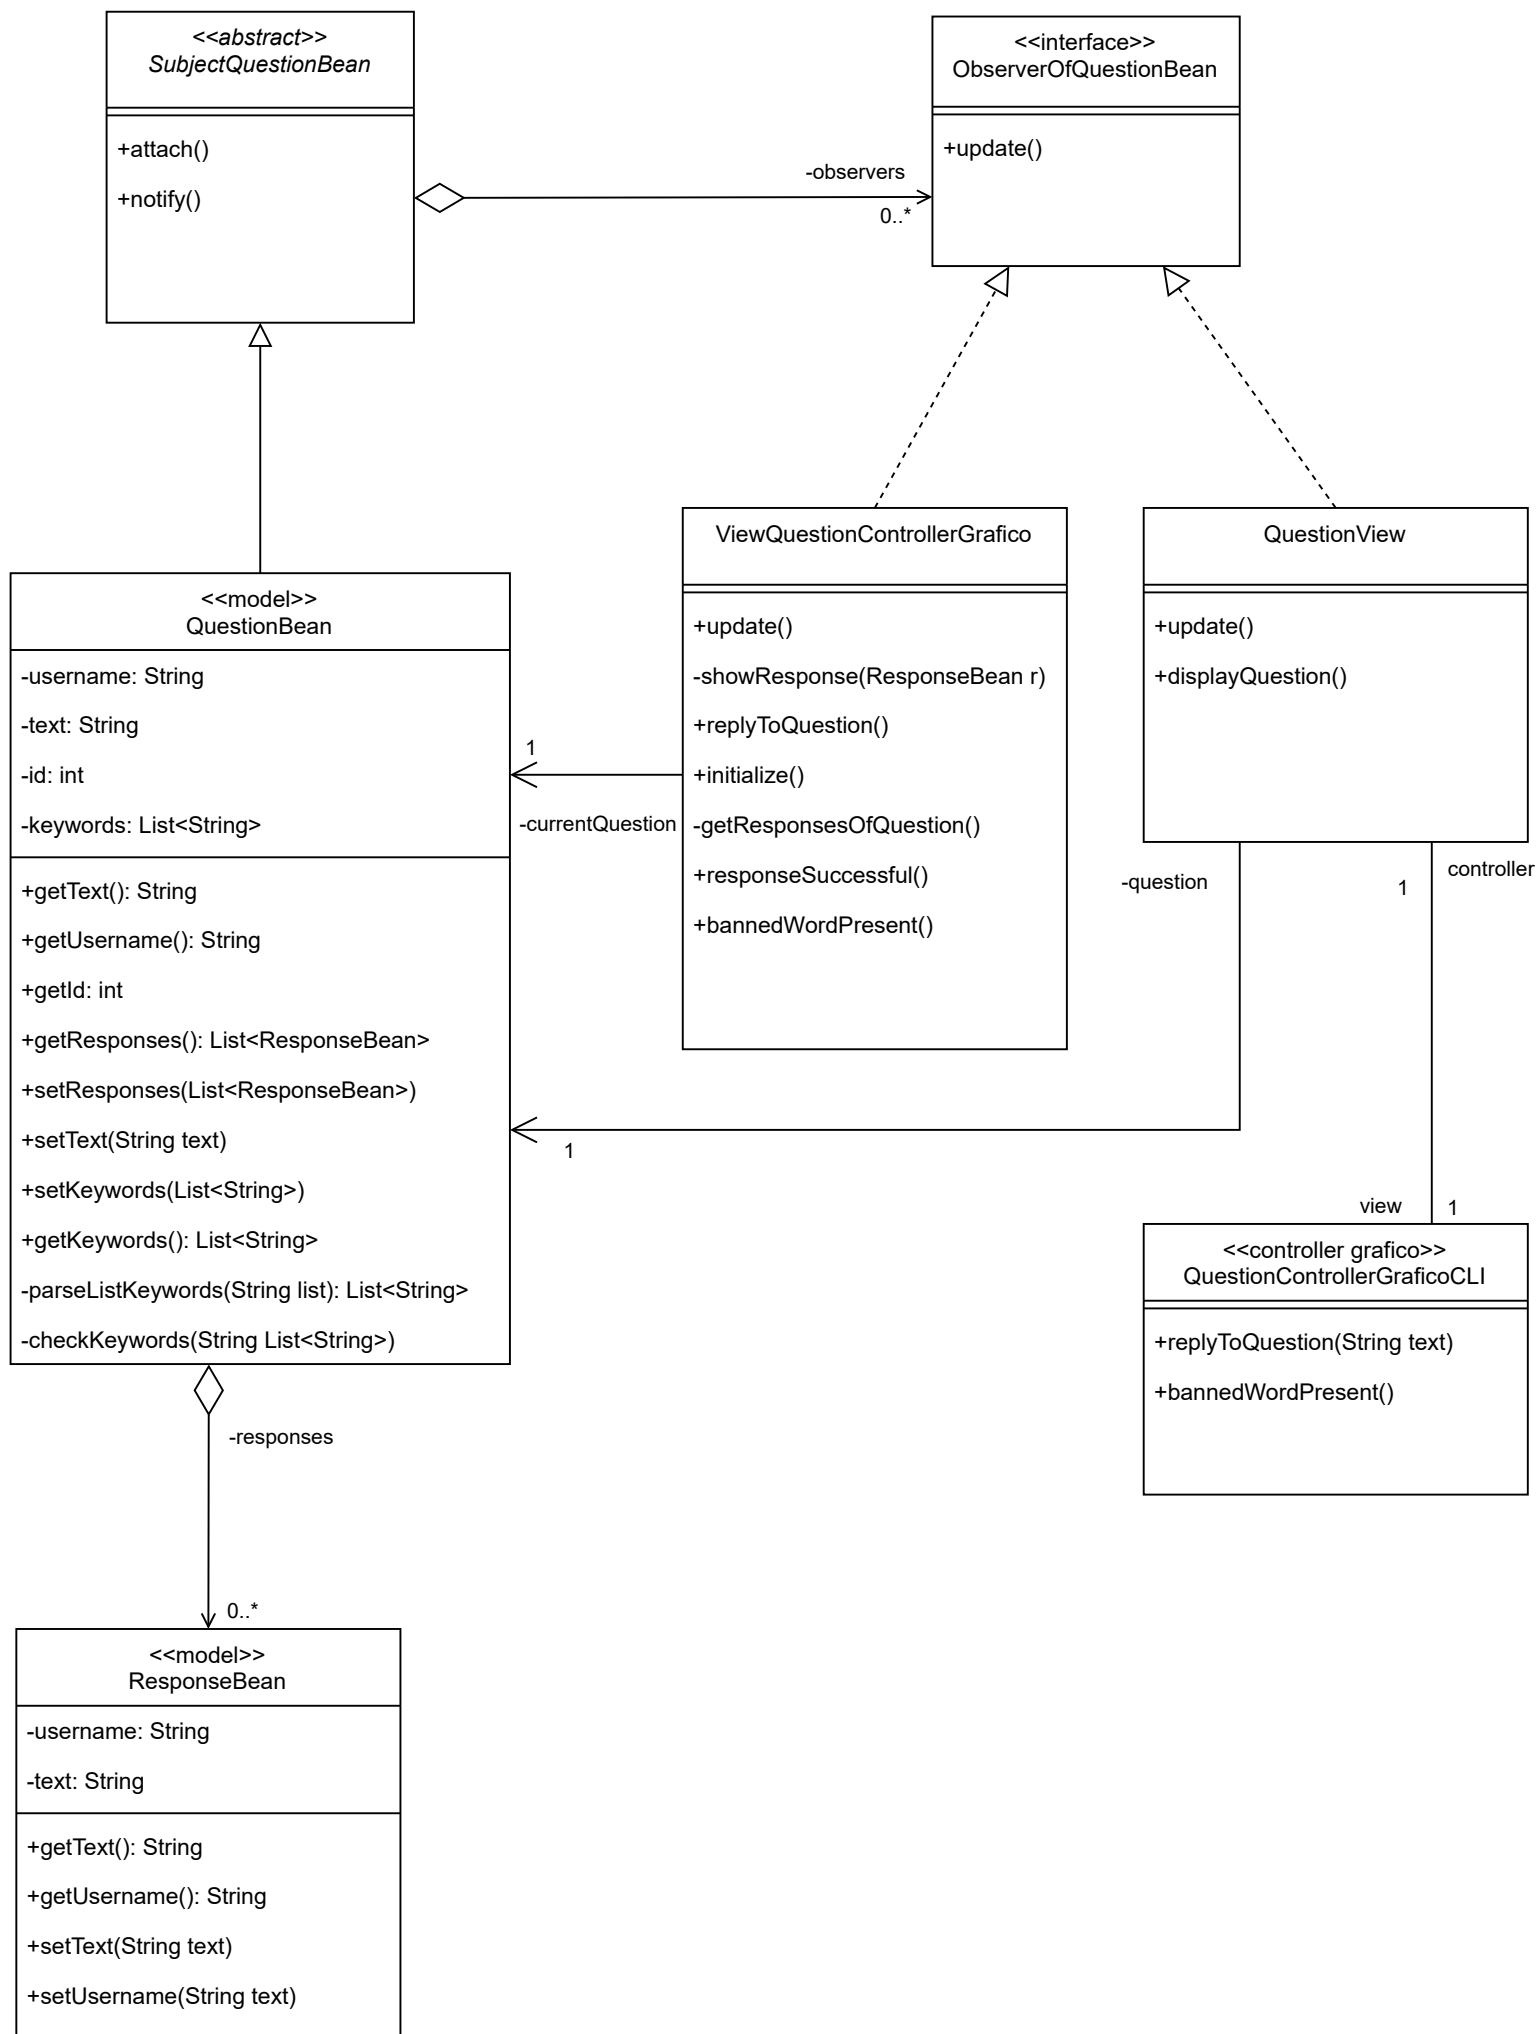 <<abstract>>
SubjectQuestionBean
+attach()
+notify()
-observers
0..*
<<interface>>
ObserverOfQuestionBean
+update()
<<model>>
QuestionBean
-username: String
-text: String
-id: int
-keywords: List<String>
+getText(): String
+getUsername(): String
+getId: int
+getResponses(): List<ResponseBean>
+setResponses(List<ResponseBean>)
+setText(String text)
+setKeywords(List<String>)
+getKeywords(): List<String>
-parseListKeywords(String list): List<String>
-checkKeywords(String List<String>)
1
-currentQuestion
ViewQuestionControllerGrafico
+update()
-showResponse(ResponseBean r)
+replyToQuestion()
+initialize()
-getResponsesOfQuestion()
+responseSuccessful()
+bannedWordPresent()
QuestionView
+update()
+displayQuestion()
-question
1
controller
1
view
1
<<controller grafico>>
QuestionControllerGraficoCLI
+replyToQuestion(String text)
+bannedWordPresent()
-responses
0..*
<<model>>
ResponseBean
-username: String
-text: String
+getText(): String
+getUsername(): String
+setText(String text)
+setUsername(String text)